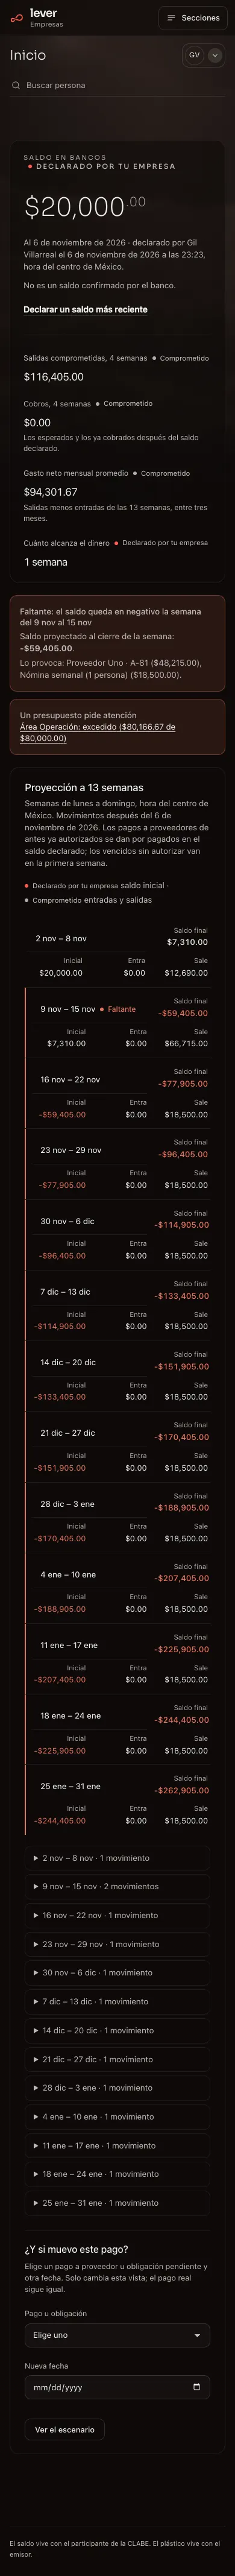 1ever
Empresas
Secciones
Inicio
GV
Buscar persona
SALDO EN BANCOS
DECLARADO POR TU EMPRESA
$20,000.00
Al 6 de noviembre de 2026 · declarado por Gil
Villarreal el 6 de noviembre de 2026 a las 23:23,
hora del centro de México.
No es un saldo confirmado por el banco.
Declarar un saldo más reciente
Salidas comprometidas, 4 semanas Comprometido
$116,405.00
Cobros, 4 semanas Comprometido
$0.00
Los esperados y los ya cobrados después del saldo
declarado.
Gasto neto mensual promedio Comprometido
$94,301.67
Salidas menos entradas de las 13 semanas, entre tres
meses.
Cuánto alcanza el dinero Declarado por tu empresa
1 semana
Faltante: el saldo queda en negativo la semana
del 9 nov al 15 nov
Saldo proyectado al cierre de la semana:
-$59,405.00.
Lo provoca: Proveedor Uno · A-81 ($48,215.00),
Nómina semanal (1 persona) ($18,500.00).
Un presupuesto pide atención
Área Operación: excedido ($80,166.67 de
$80,000.00)
Proyección a 13 semanas
Semanas de lunes a domingo, hora del centro de
México. Movimientos después del 6 de
noviembre de 2026. Los pagos a proveedores de
antes ya autorizados se dan por pagados en el
saldo declarado; los vencidos sin autorizar van
en la primera semana.
Declarado por tu empresa saldo inicial ·
Comprometido entradas y salidas
2 nov – 8 nov
Saldo final
$7,310.00
Inicial Entra Sale
$20,000.00 $0.00 $12,690.00
9 nov – 15 nov Faltante
Saldo final
-$59,405.00
Inicial Entra Sale
$7,310.00 $0.00 $66,715.00
16 nov – 22 nov
Saldo final
-$77,905.00
Inicial Entra Sale
-$59,405.00 $0.00 $18,500.00
23 nov – 29 nov
Saldo final
-$96,405.00
Inicial Entra Sale
-$77,905.00 $0.00 $18,500.00
30 nov – 6 dic
Saldo final
-$114,905.00
Inicial Entra Sale
-$96,405.00 $0.00 $18,500.00
7 dic – 13 dic
Saldo final
-$133,405.00
Inicial Entra Sale
-$114,905.00 $0.00 $18,500.00
14 dic – 20 dic
Saldo final
-$151,905.00
Inicial Entra Sale
-$133,405.00 $0.00 $18,500.00
21 dic – 27 dic
Saldo final
-$170,405.00
Inicial Entra Sale
-$151,905.00 $0.00 $18,500.00
28 dic – 3 ene
Saldo final
-$188,905.00
Inicial Entra Sale
-$170,405.00 $0.00 $18,500.00
4 ene – 10 ene
Saldo final
-$207,405.00
Inicial Entra Sale
-$188,905.00 $0.00 $18,500.00
11 ene – 17 ene
Saldo final
-$225,905.00
Inicial Entra Sale
-$207,405.00 $0.00 $18,500.00
18 ene – 24 ene
Saldo final
-$244,405.00
Inicial Entra Sale
-$225,905.00 $0.00 $18,500.00
25 ene – 31 ene
Saldo final
-$262,905.00
Inicial Entra Sale
-$244,405.00 $0.00 $18,500.00
2 nov – 8 nov · 1 movimiento
9 nov – 15 nov · 2 movimientos
16 nov – 22 nov · 1 movimiento
23 nov – 29 nov · 1 movimiento
30 nov – 6 dic · 1 movimiento
7 dic – 13 dic · 1 movimiento
14 dic – 20 dic · 1 movimiento
21 dic – 27 dic · 1 movimiento
28 dic – 3 ene · 1 movimiento
4 ene – 10 ene · 1 movimiento
11 ene – 17 ene · 1 movimiento
18 ene – 24 ene · 1 movimiento
25 ene – 31 ene · 1 movimiento
¿Y si muevo este pago?
Elige un pago a proveedor u obligación pendiente y
otra fecha. Solo cambia esta vista; el pago real
sigue igual.
Pago u obligación
Elige uno
Nueva fecha
mm/dd/yyyy
Ver el escenario
El saldo vive con el participante de la CLABE. El plástico vive con el
emisor.